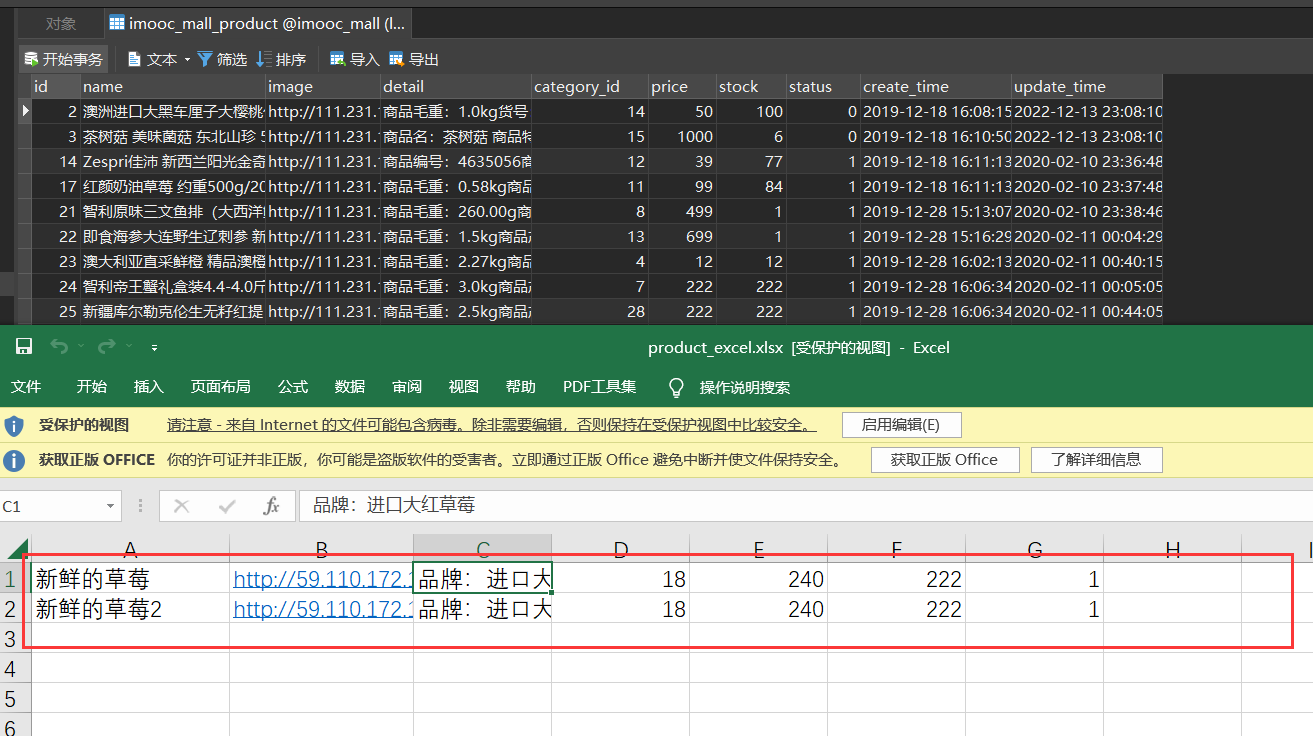 对象 imooc_mall_product @imooc_mall (l...
开始事务 文本 筛选 排序 导入 导出
id name image detail category_id price stock status create_time update_time
2 澳洲进口大黑车厘子大樱桃 http://111.231. 商品毛重：1.0kg货号 14 50 100 0 2019-12-18 16:08:15 2022-12-13 23:08:10
3 茶树菇 美味菌菇 东北山珍 5 http://111.231. 商品名：茶树菇 商品特 15 1000 6 0 2019-12-18 16:10:50 2022-12-13 23:08:10
14 Zespri佳沛 新西兰阳光金奇 http://111.231. 商品编号：4635056商 12 39 77 1 2019-12-18 16:11:13 2020-02-10 23:36:48
17 红颜奶油草莓 约重500g/20 http://111.231. 商品毛重：0.58kg商品 11 99 84 1 2019-12-18 16:11:13 2020-02-10 23:37:48
21 智利原味三文鱼排（大西洋 http://111.231. 商品毛重：260.00g商 8 499 1 1 2019-12-28 15:13:07 2020-02-10 23:38:46
22 即食海参大连野生辽刺参 新 http://111.231. 商品毛重：1.5kg商品 13 699 1 1 2019-12-28 15:16:29 2020-02-11 00:04:29
23 澳大利亚直采鲜橙 精品澳橙 http://111.231. 商品毛重：2.27kg商品 4 12 12 1 2019-12-28 16:02:13 2020-02-11 00:40:15
24 智利帝王蟹礼盒装4.4-4.0斤 http://111.231. 商品毛重：3.0kg商品 7 222 222 1 2019-12-28 16:06:34 2020-02-11 00:05:05
25 新疆库尔勒克伦生无籽红提 http://111.231. 商品毛重：2.5kg商品 28 222 222 1 2019-12-28 16:06:34 2020-02-11 00:44:05
product_excel.xlsx [受保护的视图] - Excel
文件 开始 插入 页面布局 公式 数据 审阅 视图 帮助 PDF工具集 操作说明搜索
受保护的视图 请注意 - 来自 Internet 的文件可能包含病毒。除非需要编辑，否则保持在受保护视图中比较安全。 启用编辑(E)
获取正版 OFFICE 你的许可证并非正版，你可能是盗版软件的受害者。立即通过正版 Office 避免中断并使文件保持安全。 获取正版 Office 了解详细信息
C1 fx 品牌：进口大红草莓
A B C D E F G H I
1 新鲜的草莓 http://59.110.172. 品牌：进口大 18 240 222 1
2 新鲜的草莓2 http://59.110.172. 品牌：进口大 18 240 222 1
3
4
5
6